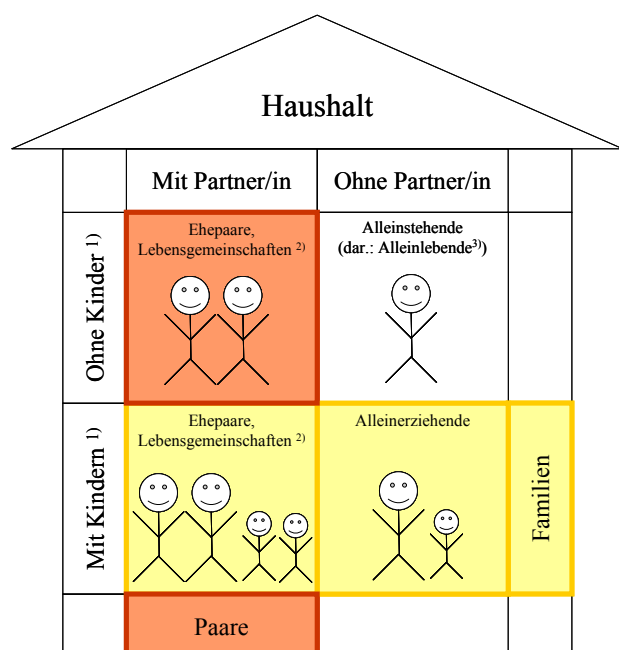 Haushalt
Mit Partner/in
Ohne Partner/in
Ohne Kinder 1)
Ehepaare,
Lebensgemeinschaften 2)
Alleinstehende
(dar.: Alleinlebende3))
Mit Kindern 1)
Ehepaare,
Lebensgemeinschaften 2)
Alleinerziehende
Familien
Paare